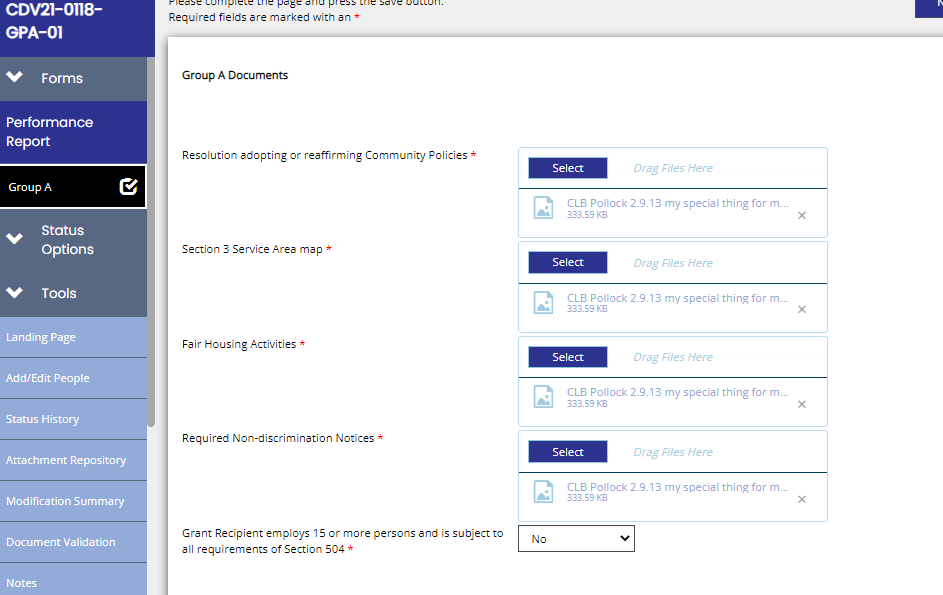 CDV21-0118-
GPA-01
Please complete the page and press the save button.
Required fields are marked with an *
Forms
Performance
Report
Group A
Status
Options
Tools
Landing Page
Add/Edit People
Status History
Attachment Repository
Modification Summary
Document Validation
Notes
Group A Documents
Resolution adopting or reaffirming Community Policies *
Select
Drag Files Here
CLB Pollock 2.9.13 my special thing for m...
333.59 KB
Section 3 Service Area map *
Select
Drag Files Here
CLB Pollock 2.9.13 my special thing for m...
333.59 KB
Fair Housing Activities *
Select
Drag Files Here
CLB Pollock 2.9.13 my special thing for m...
333.59 KB
Required Non-discrimination Notices *
Select
Drag Files Here
CLB Pollock 2.9.13 my special thing for m...
333.59 KB
Grant Recipient employs 15 or more persons and is subject to
all requirements of Section 504 *
No